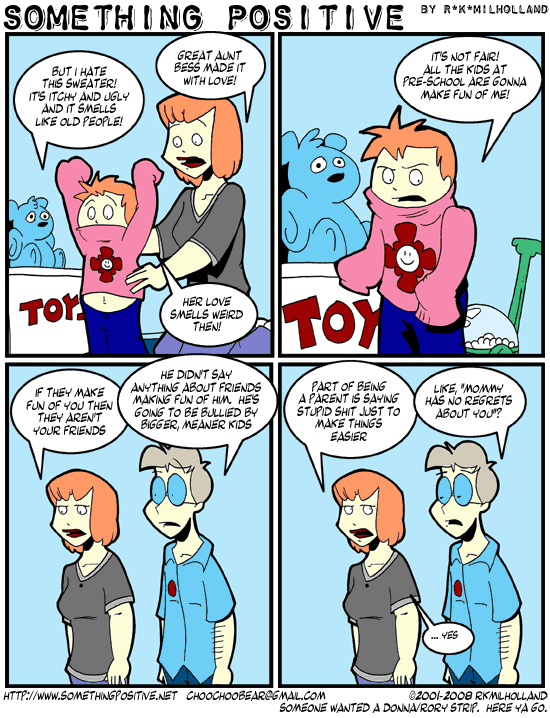 SOMETHING POSITIVE BY R*K*MILHOLLAND
BUT I HATE
THIS SWEATER!
IT'S ITCHY AND UGLY
AND IT SMELLS
LIKE OLD PEOPLE!
GREAT AUNT
BESS MADE IT
WITH LOVE!
HER LOVE
SMELLS WEIRD
THEN!
TOY
IT'S NOT FAIR!
ALL THE KIDS AT
PRE-SCHOOL ARE GONNA
MAKE FUN OF ME!
TOY
IF THEY MAKE
FUN OF YOU THEN
THEY AREN'T
YOUR FRIENDS
HE DIDN'T SAY
ANYTHING ABOUT FRIENDS
MAKING FUN OF HIM. HE'S
GOING TO BE BULLIED BY
BIGGER, MEANER KIDS
PART OF BEING
A PARENT IS SAYING
STUPID SHIT JUST TO
MAKE THINGS
EASIER
LIKE, "MOMMY
HAS NO REGRETS
ABOUT YOU"?
... YES
HTTP://WWW.SOMETHINGPOSITIVE.NET CHOOCHOOBEAR@GMAIL.COM ©2001-2008 RKMILHOLLAND
SOMEONE WANTED A DONNA/RORY STRIP. HERE YA GO.